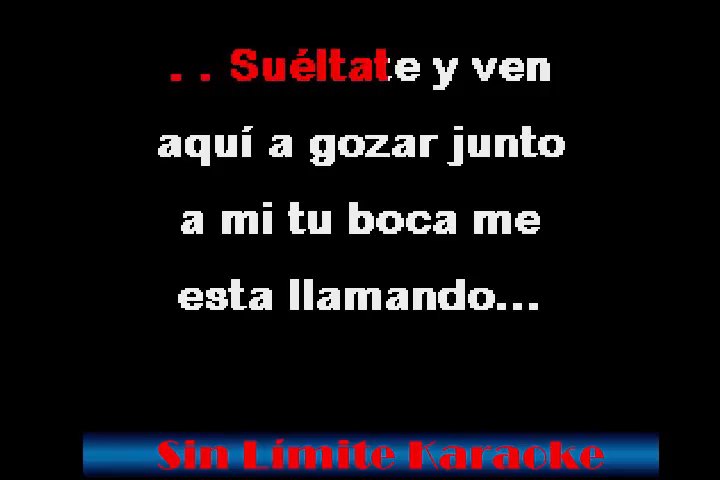 . . Suéltate y ven
aquí a gozar junto
a mi tu boca me
esta llamando...
Sin Límite Karaoke